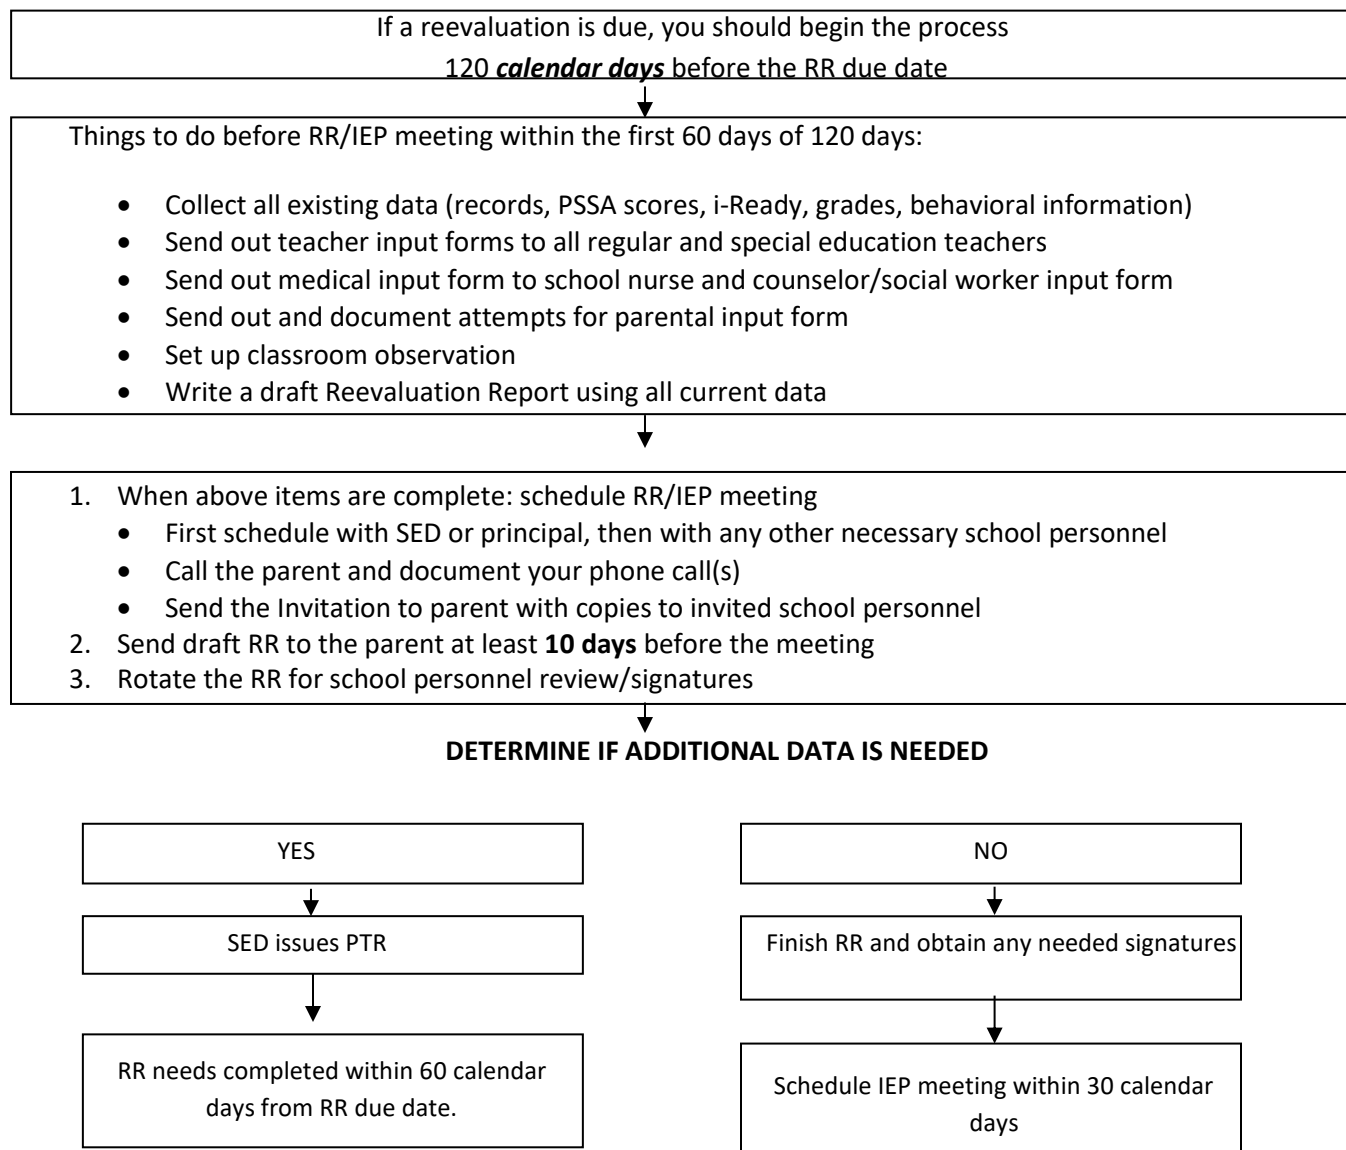 If a reevaluation is due, you should begin the process
120 calendar days before the RR due date
Things to do before RR/IEP meeting within the first 60 days of 120 days:
• Collect all existing data (records, PSSA scores, i-Ready, grades, behavioral information)
• Send out teacher input forms to all regular and special education teachers
• Send out medical input form to school nurse and counselor/social worker input form
• Send out and document attempts for parental input form
• Set up classroom observation
• Write a draft Reevaluation Report using all current data
1. When above items are complete: schedule RR/IEP meeting
• First schedule with SED or principal, then with any other necessary school personnel
• Call the parent and document your phone call(s)
• Send the Invitation to parent with copies to invited school personnel
2. Send draft RR to the parent at least 10 days before the meeting
3. Rotate the RR for school personnel review/signatures
DETERMINE IF ADDITIONAL DATA IS NEEDED
YES
SED issues PTR
RR needs completed within 60 calendar
days from RR due date.
NO
Finish RR and obtain any needed signatures
Schedule IEP meeting within 30 calendar
days